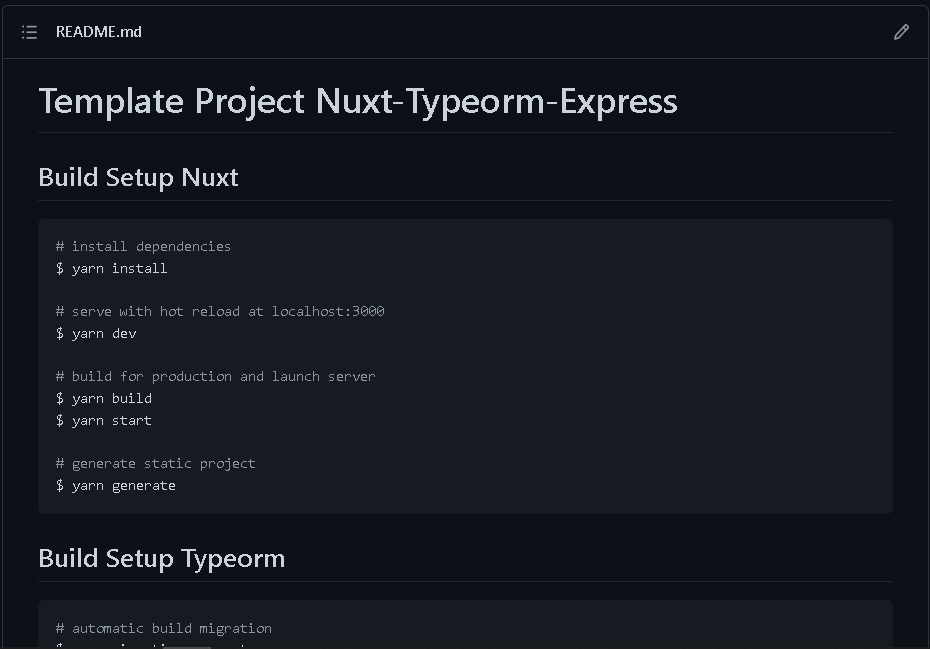 README.md
Template Project Nuxt-Typeorm-Express
Build Setup Nuxt
# install dependencies
$ yarn install
# serve with hot reload at localhost:3000
$ yarn dev
# build for production and launch server
$ yarn build
$ yarn start
# generate static project
$ yarn generate
Build Setup Typeorm
# automatic build migration